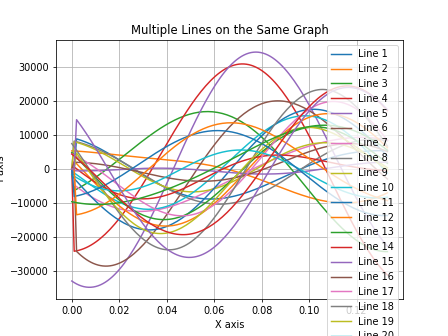 Multiple Lines on the Same Graph
30000
20000
10000
0
−10000
−20000
−30000
0.00
0.02
0.04
0.06
0.08
0.10
X axis
Line 1
Line 2
Line 3
Line 4
Line 5
Line 6
Line 7
Line 8
Line 9
Line 10
Line 11
Line 12
Line 13
Line 14
Line 15
Line 16
Line 17
Line 18
Line 19
Line 20